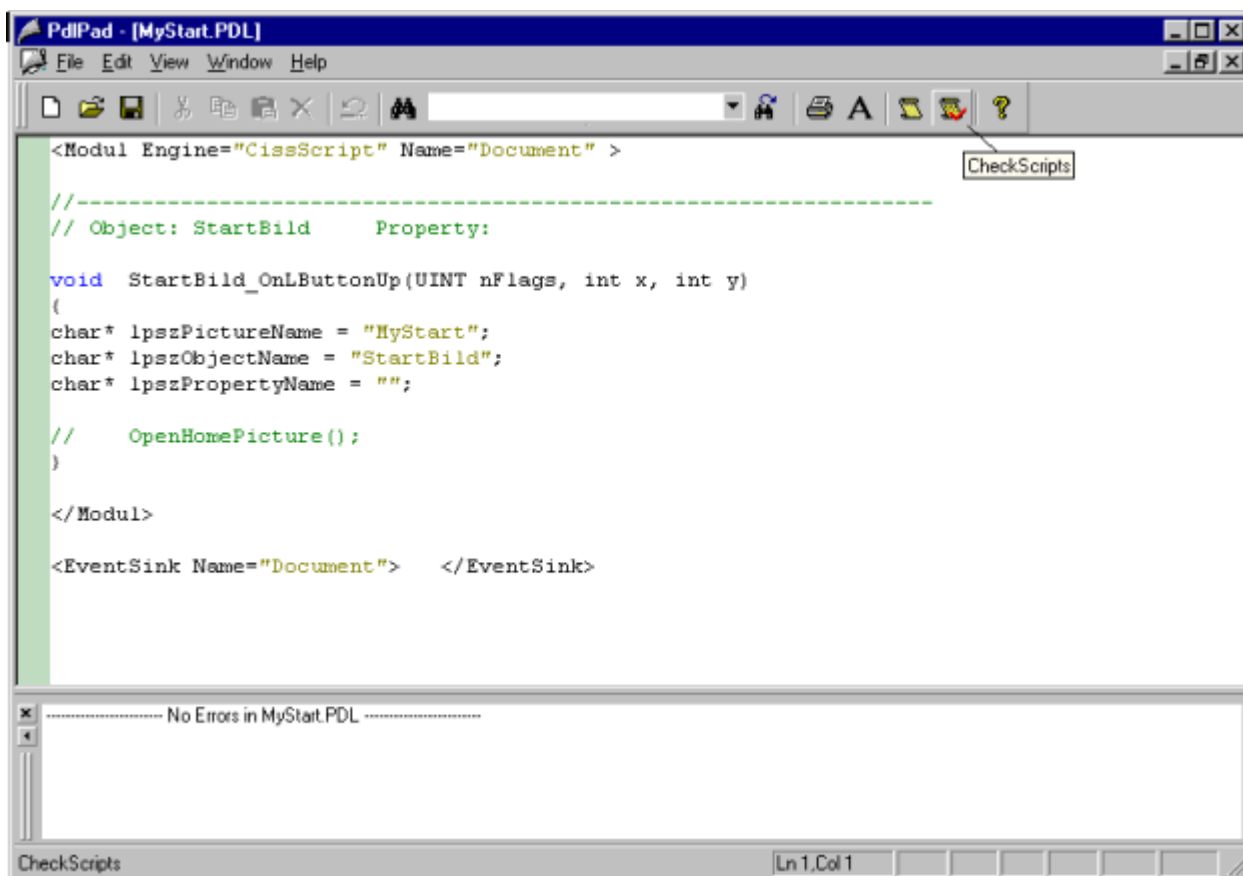 PdlPad - [MyStart.PDL]
File Edit View Window Help
A ?
<Modul Engine="CissScript" Name="Document" >
CheckScripts
//------------------------------------------------------------------
// Object: StartBild Property:
void StartBild_OnLButtonUp(UINT nFlags, int x, int y)
{
char* lpszPictureName = "MyStart";
char* lpszObjectName = "StartBild";
char* lpszPropertyName = "";
// OpenHomePicture();
}
</Modul>
<EventSink Name="Document"> </EventSink>
-------------------------- No Errors in MyStart.PDL --------------------------
CheckScripts Ln 1,Col 1